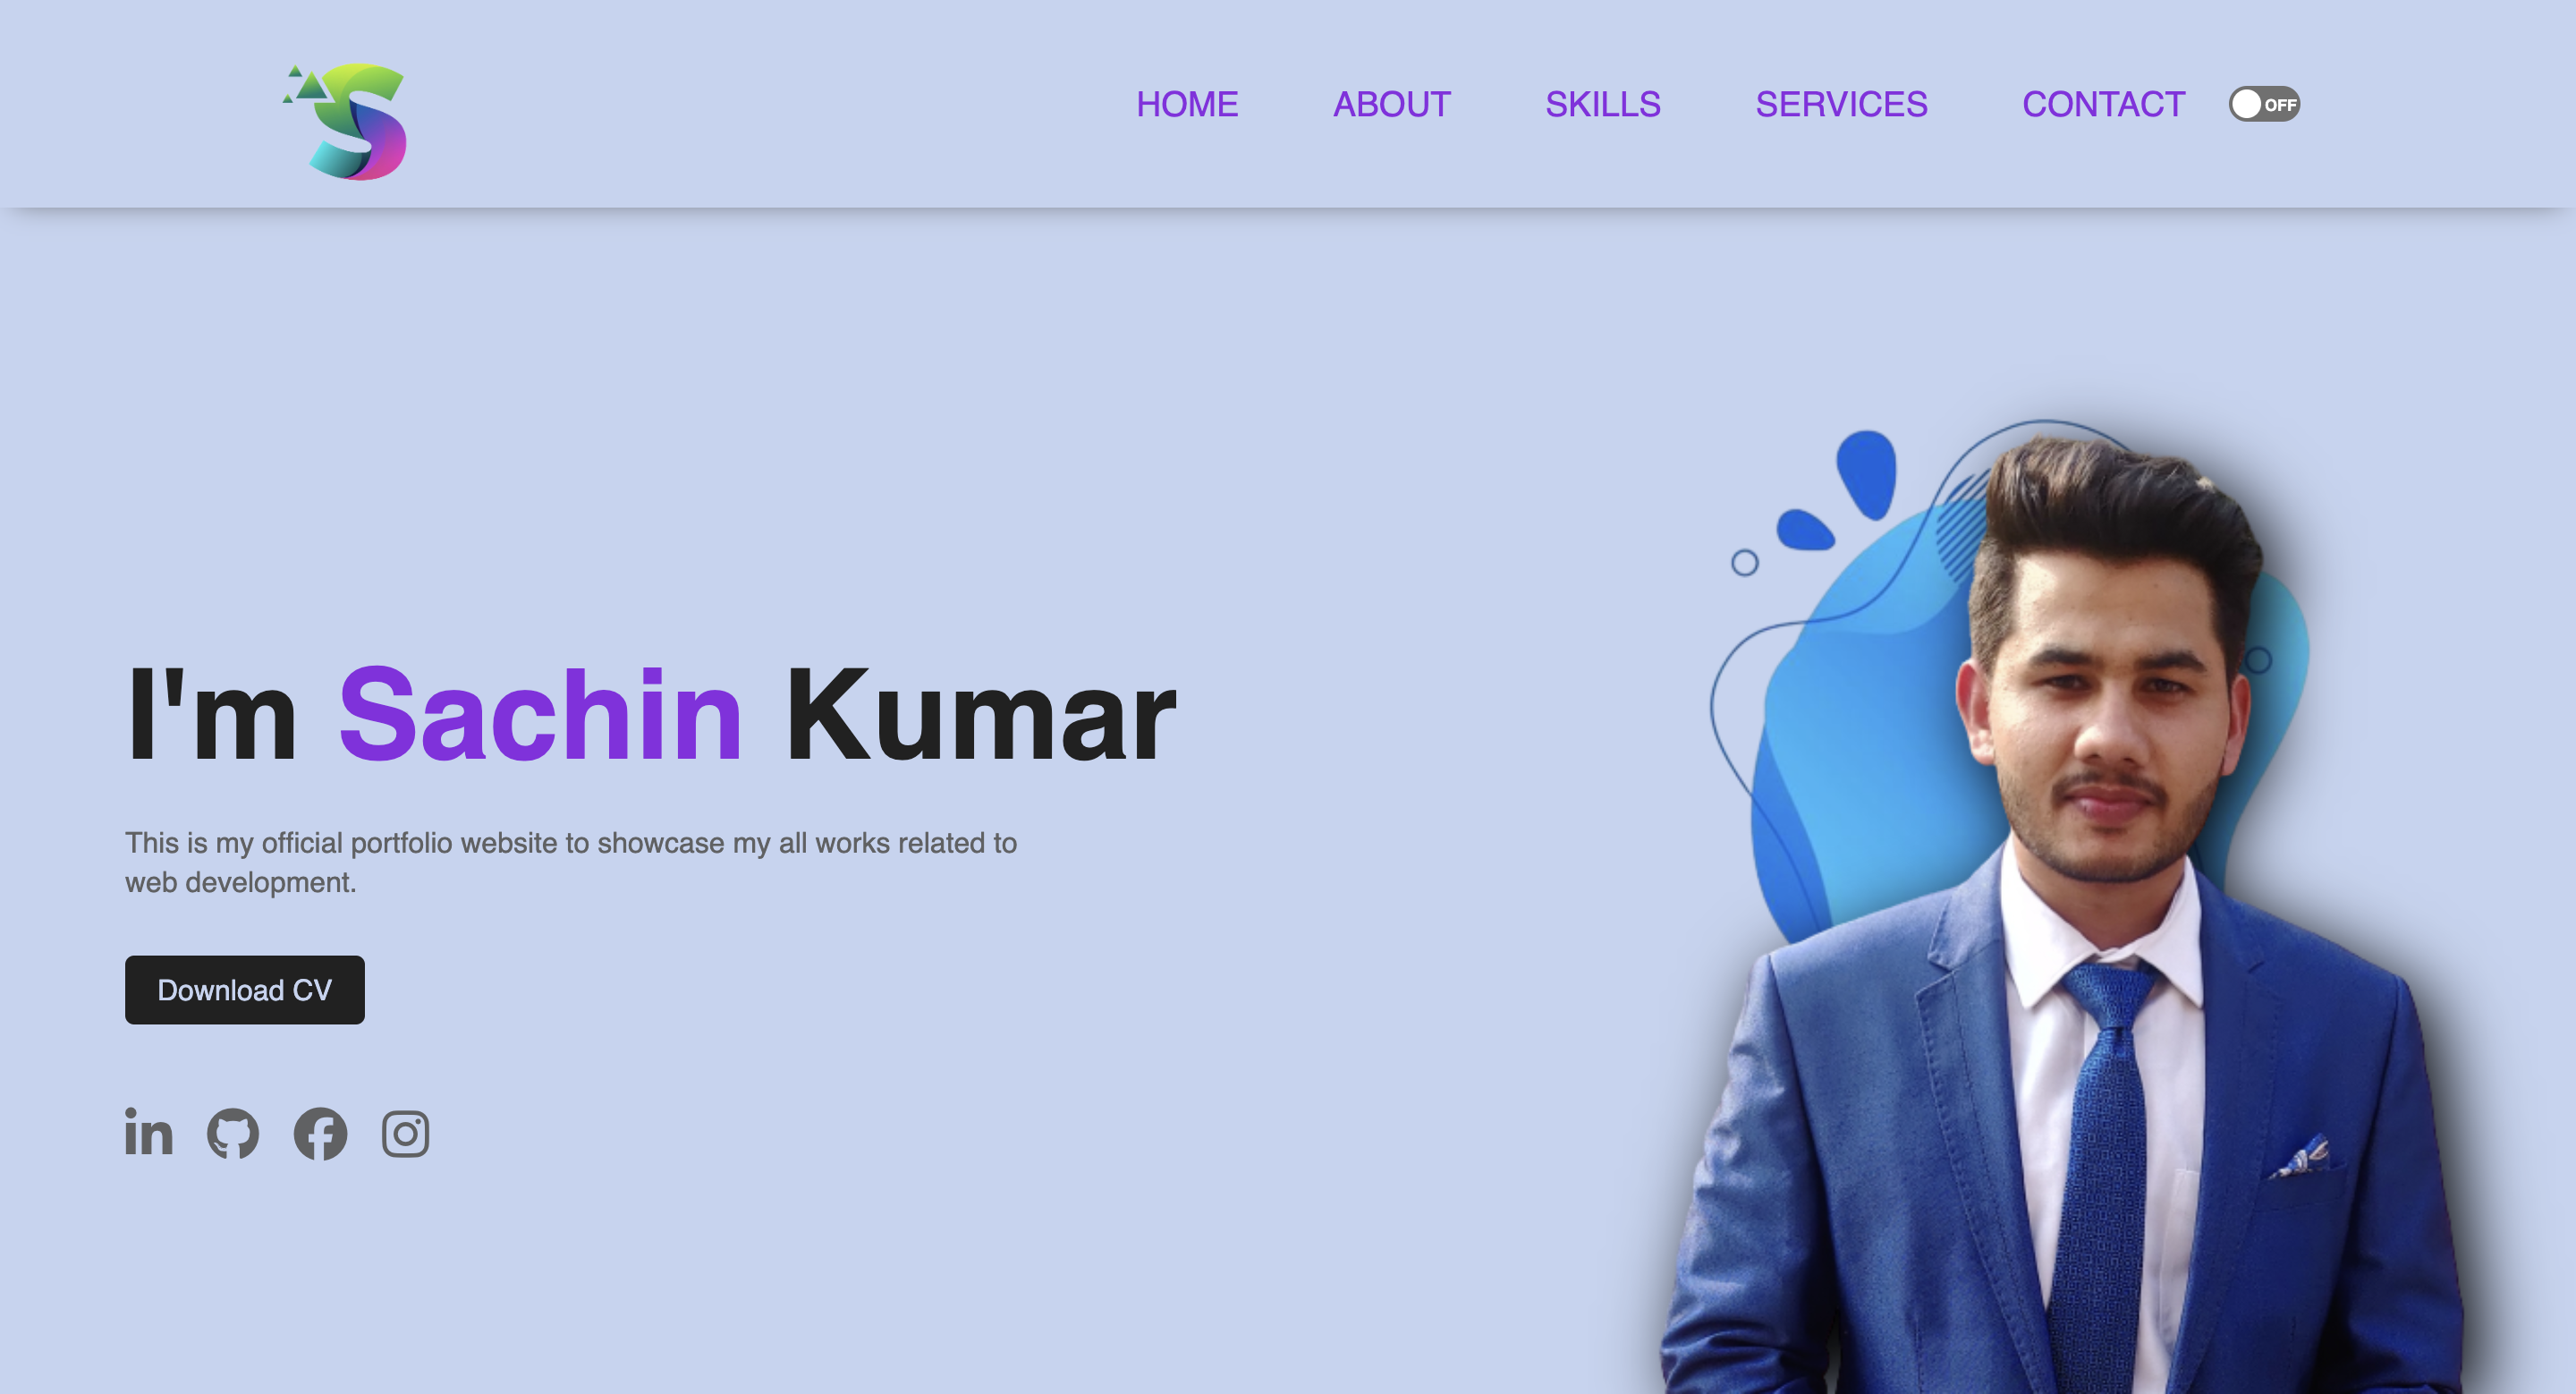 S
HOME ABOUT SKILLS SERVICES CONTACT OFF
I'm Sachin Kumar
This is my official portfolio website to showcase my all works related to
web development.
Download CV
in